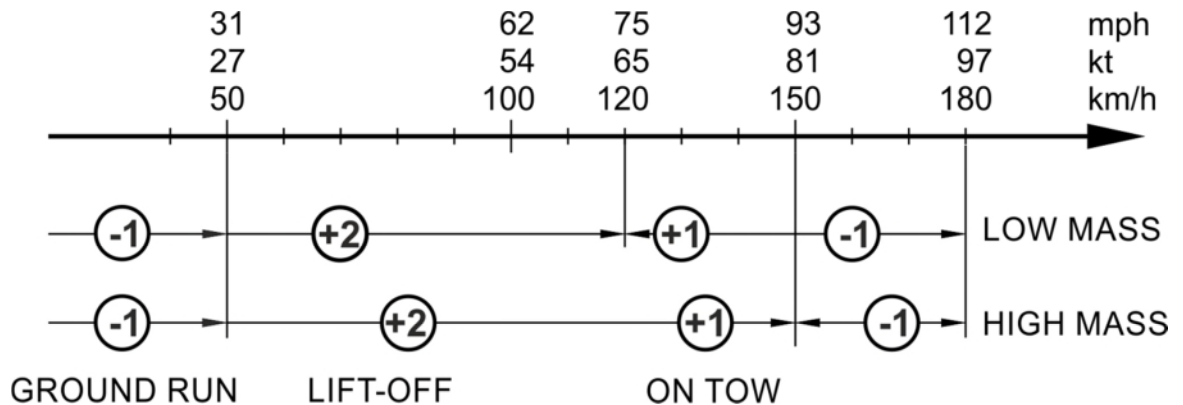 31 62 75 93 112 mph
27 54 65 81 97 kt
50 100 120 150 180 km/h
-1 +2 +1 -1 LOW MASS
-1 +2 +1 -1 HIGH MASS
GROUND RUN LIFT-OFF ON TOW